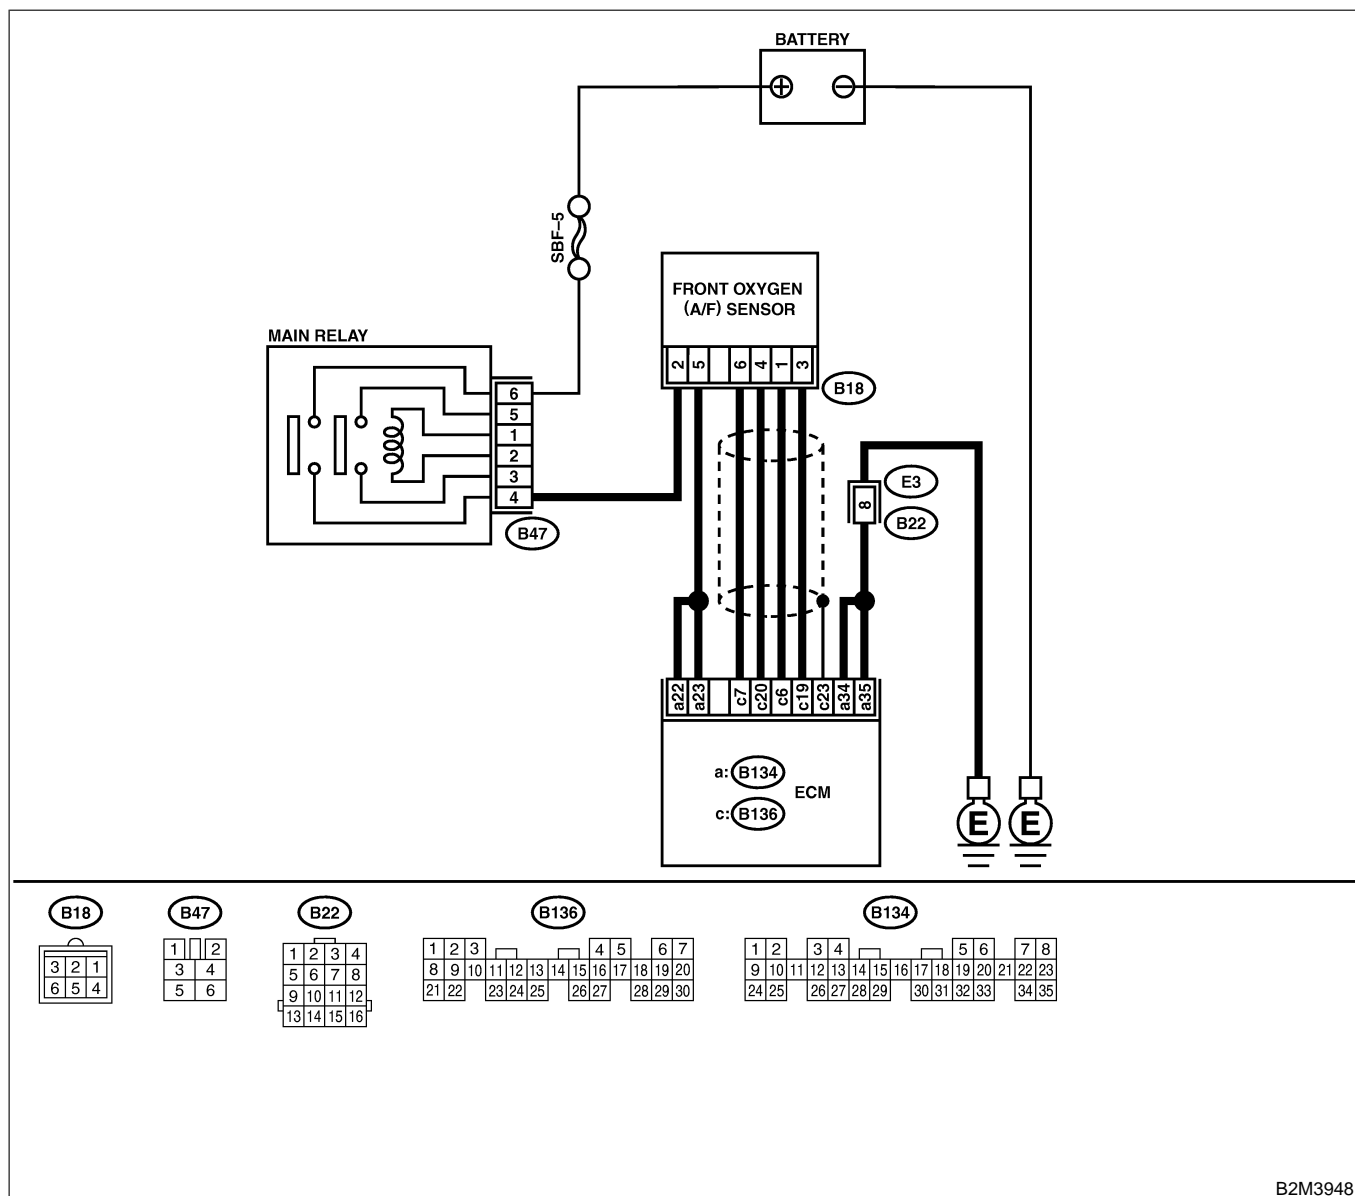 BATTERY
SBF–5
FRONT OXYGEN
(A/F) SENSOR
MAIN RELAY
2 5 6 4 1 3
B18
6
5
1
2
3
4
B47
E3
8
B22
a22 a23 c7 c20 c6 c19 c23 a34 a35
a: B134
ECM
c: B136
E E
B18 B47 B22 B136 B134
3 2 1
6 5 4
1 2
3 4
5 6
1 2 3 4
5 6 7 8
9 10 11 12
13 14 15 16
1 2 3 4 5 6 7
8 9 10 11 12 13 14 15 16 17 18 19 20
21 22 23 24 25 26 27 28 29 30
1 2 3 4 5 6 7 8
9 10 11 12 13 14 15 16 17 18 19 20 21 22 23
24 25 26 27 28 29 30 31 32 33 34 35
B2M3948